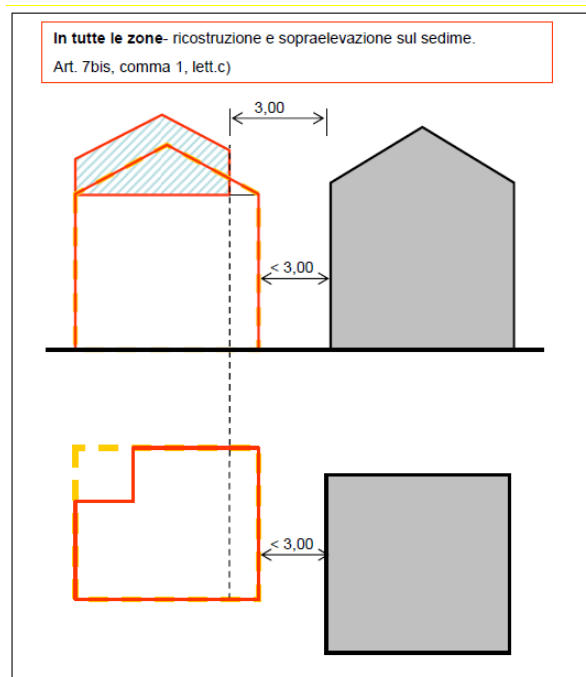 In tutte le zone- ricostruzione e sopraelevazione sul sedime.
Art. 7bis, comma 1, lett.c)
3,00
< 3,00
< 3,00